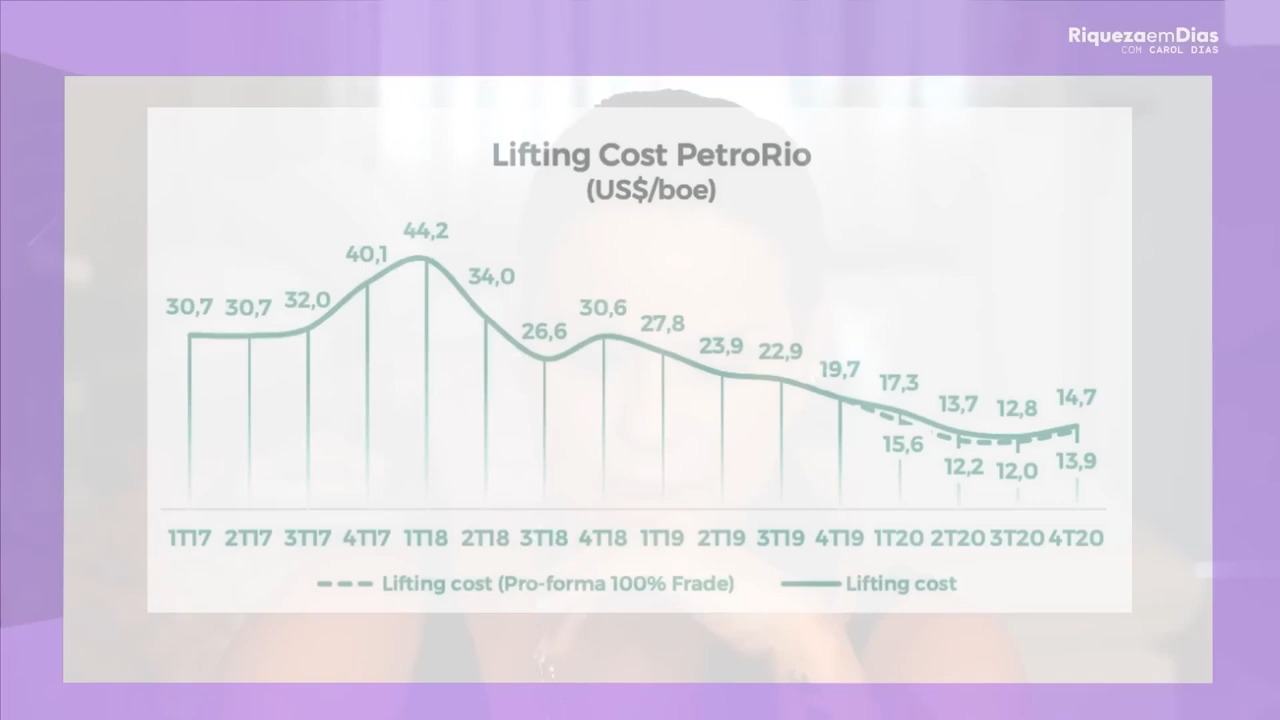 RiquezaemDias
COM CAROL DIAS
Lifting Cost PetroRio
(US$/boe)
30,7 30,7 32,0 40,1 44,2 34,0 26,6 30,6 27,8 23,9 22,9 19,7 17,3 13,7 12,8 14,7
15,6 12,2 12,0 13,9
1T17 2T17 3T17 4T17 1T18 2T18 3T18 4T18 1T19 2T19 3T19 4T19 1T20 2T20 3T20 4T20
Lifting cost (Pro-forma 100% Frade) Lifting cost